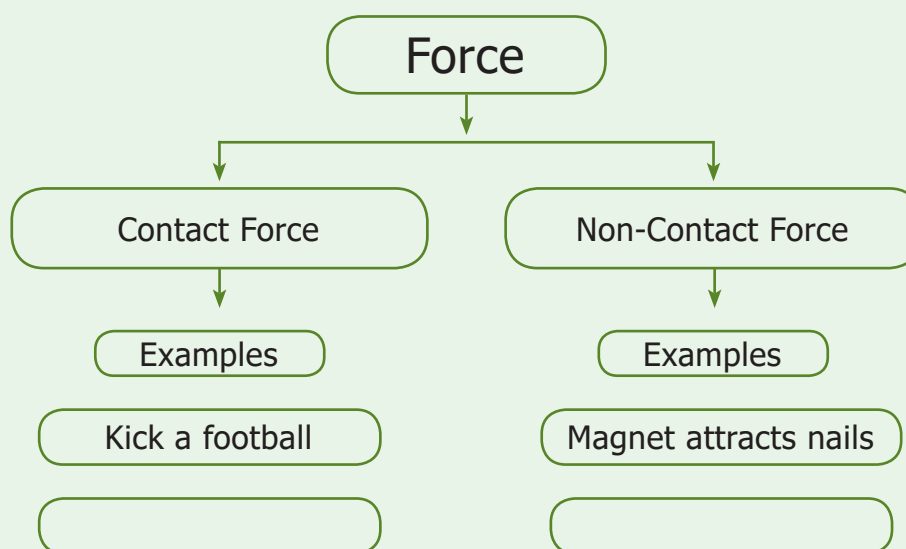 Force
Contact Force
Non-Contact Force
Examples
Examples
Kick a football
Magnet attracts nails